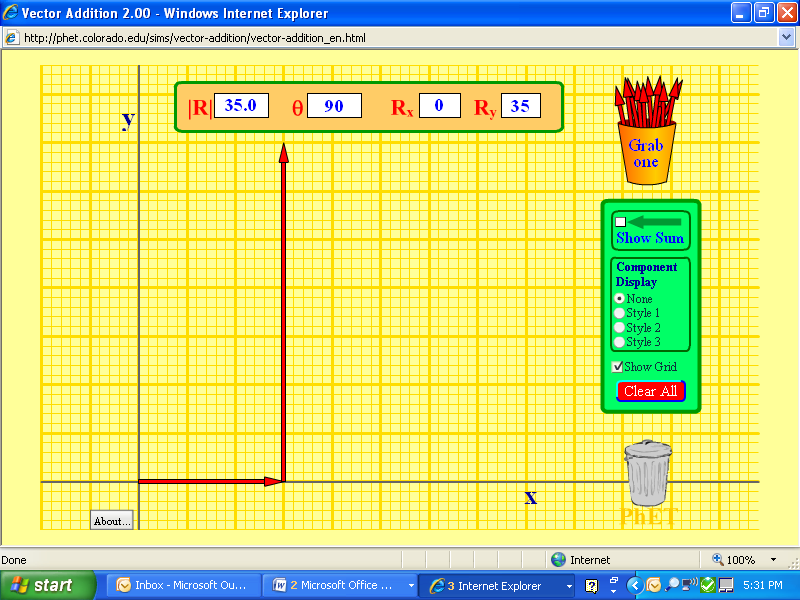 Vector Addition 2.00 - Windows Internet Explorer
http://phet.colorado.edu/sims/vector-addition/vector-addition_en.html
y
|R| 35.0 θ 90 Rx 0 Ry 35
Grab
one
Show Sum
Component
Display
None
Style 1
Style 2
Style 3
Show Grid
Clear All
x
PhET
About...
Done
Internet
100%
start
Inbox - Microsoft Ou...
2 Microsoft Office ...
3 Internet Explorer
?
5:31 PM